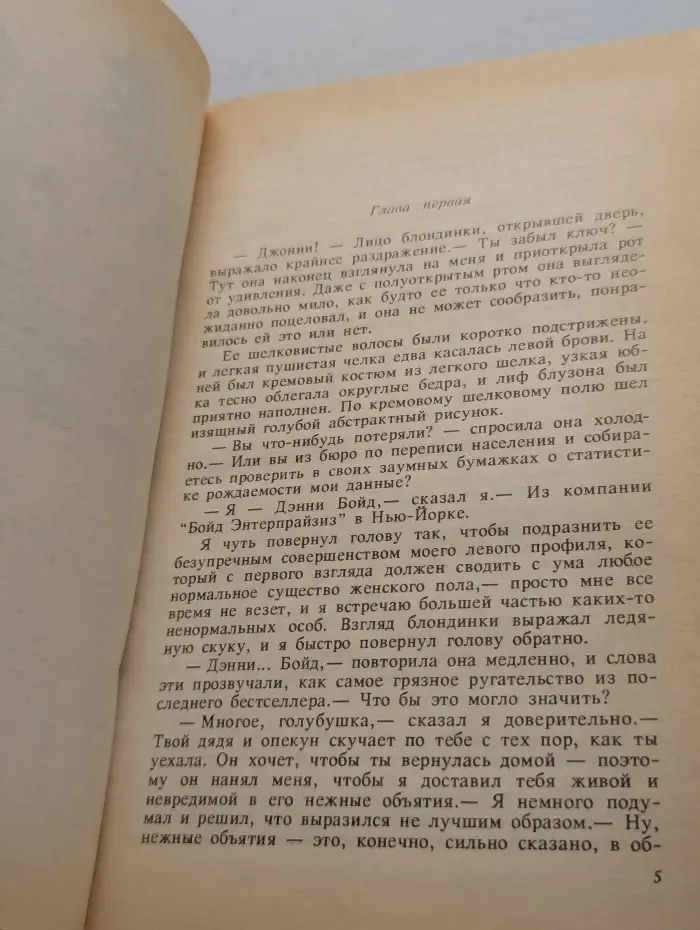 Глава первая
— Джонни! — Лицо блондинки, открывшей дверь,
выражало крайнее раздражение.— Ты забыл ключ? —
Тут она наконец взглянула на меня и приоткрыла рот
от удивления. Даже с полуоткрытым ртом она выгляде-
ла довольно мило, как будто ее только что кто-то нео-
жиданно поцеловал, и она не может сообразить, понра-
вилось ей это или нет.
Ее шелковистые волосы были коротко подстрижены,
и легкая пушистая челка едва касалась левой брови. На
ней был кремовый костюм из легкого шелка, узкая юб-
ка тесно облегала округлые бедра, и лиф блузона был
приятно наполнен. По кремовому шелковому полю шел
изящный голубой абстрактный рисунок.
— Вы что-нибудь потеряли? — спросила она холод-
но.— Или вы из бюро по переписи населения и собира-
етесь проверить в своих заумных бумажках о статисти-
ке рождаемости мои данные?
— Я — Дэнни Бойд,— сказал я.— Из компании
"Бойд Энтерпрайзиз" в Нью-Йорке.
Я чуть повернул голову так, чтобы подразнить ее
безупречным совершенством моего левого профиля, ко-
торый с первого взгляда должен сводить с ума любое
нормальное существо женского пола,— просто мне все
время не везет, и я встречаю большей частью каких-то
ненормальных особ. Взгляд блондинки выражал ледя-
ную скуку, и я быстро повернул голову обратно.
— Дэнни... Бойд,— повторила она медленно, и слова
эти прозвучали, как самое грязное ругательство из по-
следнего бестселлера.— Что бы это могло значить?
— Многое, голубушка,— сказал я доверительно.—
Твой дядя и опекун скучает по тебе с тех пор, как ты
уехала. Он хочет, чтобы ты вернулась домой — поэто-
му он нанял меня, чтобы я доставил тебя живой и
невредимой в его нежные объятия.— Я немного поду-
мал и решил, что выразился не лучшим образом.— Ну,
нежные объятия — это, конечно, сильно сказано, в об-
5